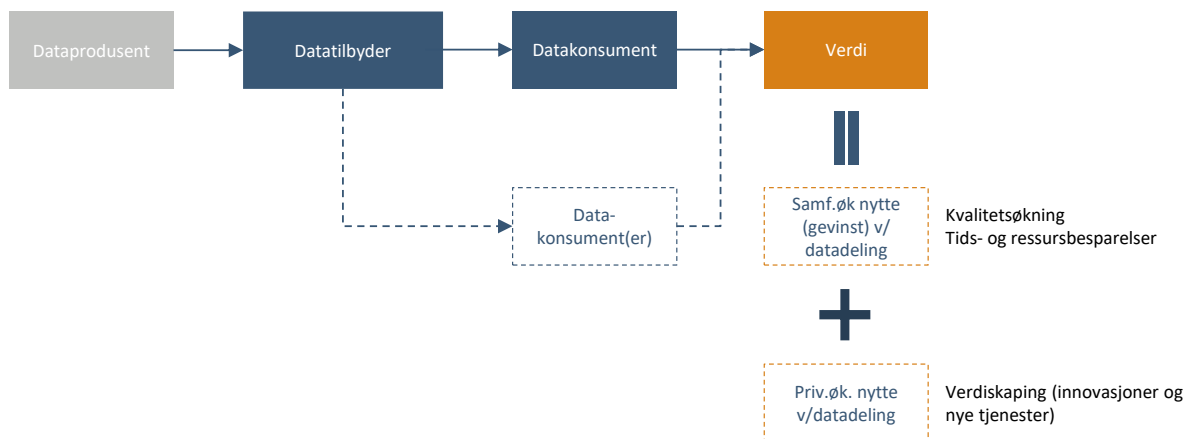 Dataprodusent
Datatilbyder
Datakonsument
Verdi
Data-
konsument(er)
Samf.øk nytte
(gevinst) v/
datadeling
Kvalitetsøkning
Tids- og ressursbesparelser
Priv.øk. nytte
v/datadeling
Verdiskaping (innovasjoner og
nye tjenester)